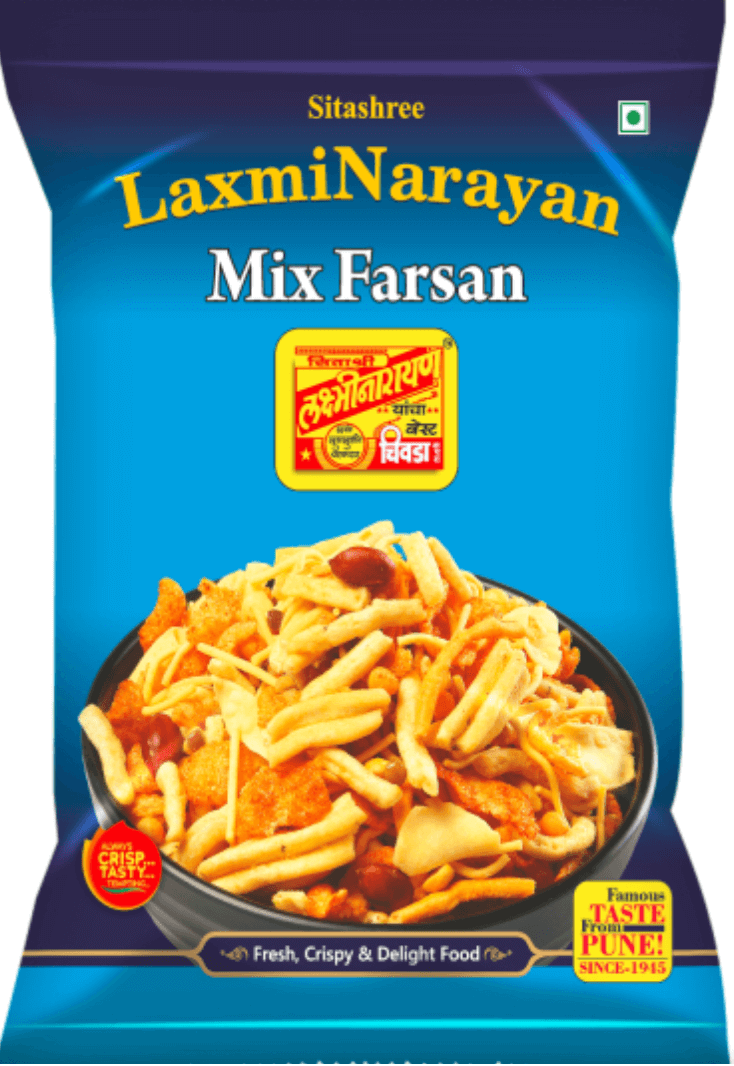 Sitashree
LaxmiNarayan
Mix Farsan
सिताश्री
लक्ष्मीनारायण
यांचा
बेस्ट
चिवडा
ALWAYS
CRISP...
TASTY...
TEMPTING...
Fresh, Crispy & Delight Food
Famous
TASTE
From
PUNE!
SINCE-1945